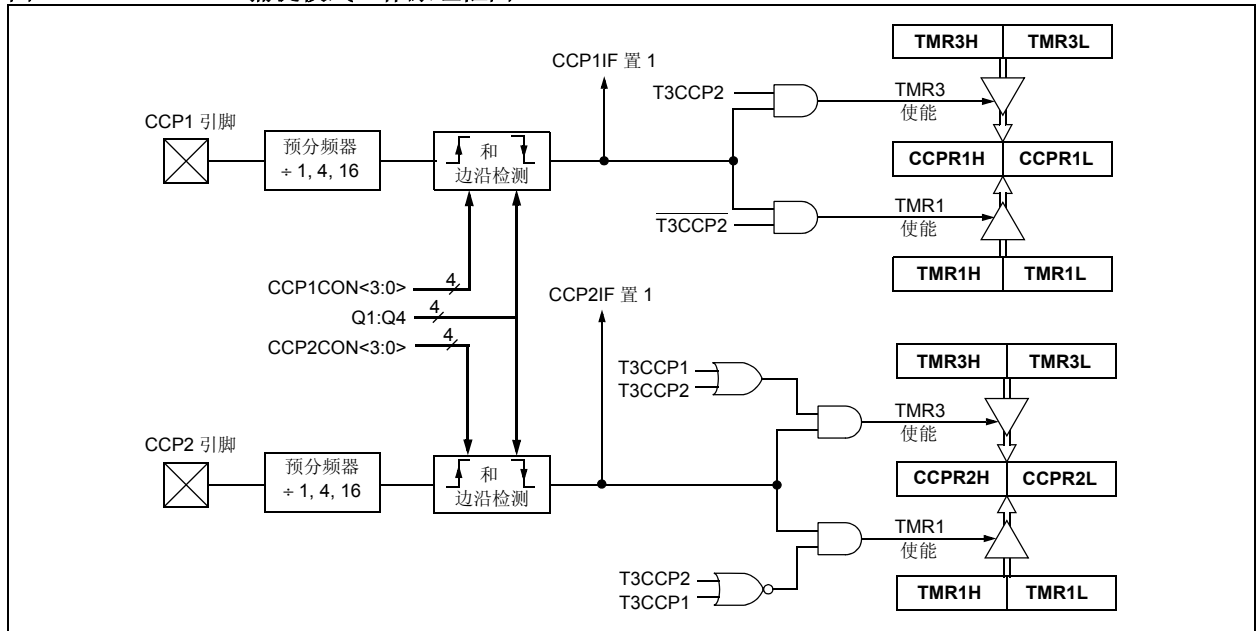 TMR3H TMR3L
CCP1IF 置 1
T3CCP2
TMR3
使能
CCP1 引脚
预分频器
÷ 1, 4, 16
和
边沿检测
CCPR1H CCPR1L
T3CCP2
TMR1
使能
TMR1H TMR1L
CCP1CON<3:0> 4
Q1:Q4 4
CCP2CON<3:0> 4
CCP2IF 置 1
TMR3H TMR3L
T3CCP1
T3CCP2
TMR3
使能
CCP2 引脚
预分频器
÷ 1, 4, 16
和
边沿检测
CCPR2H CCPR2L
TMR1
使能
T3CCP2
T3CCP1
TMR1H TMR1L